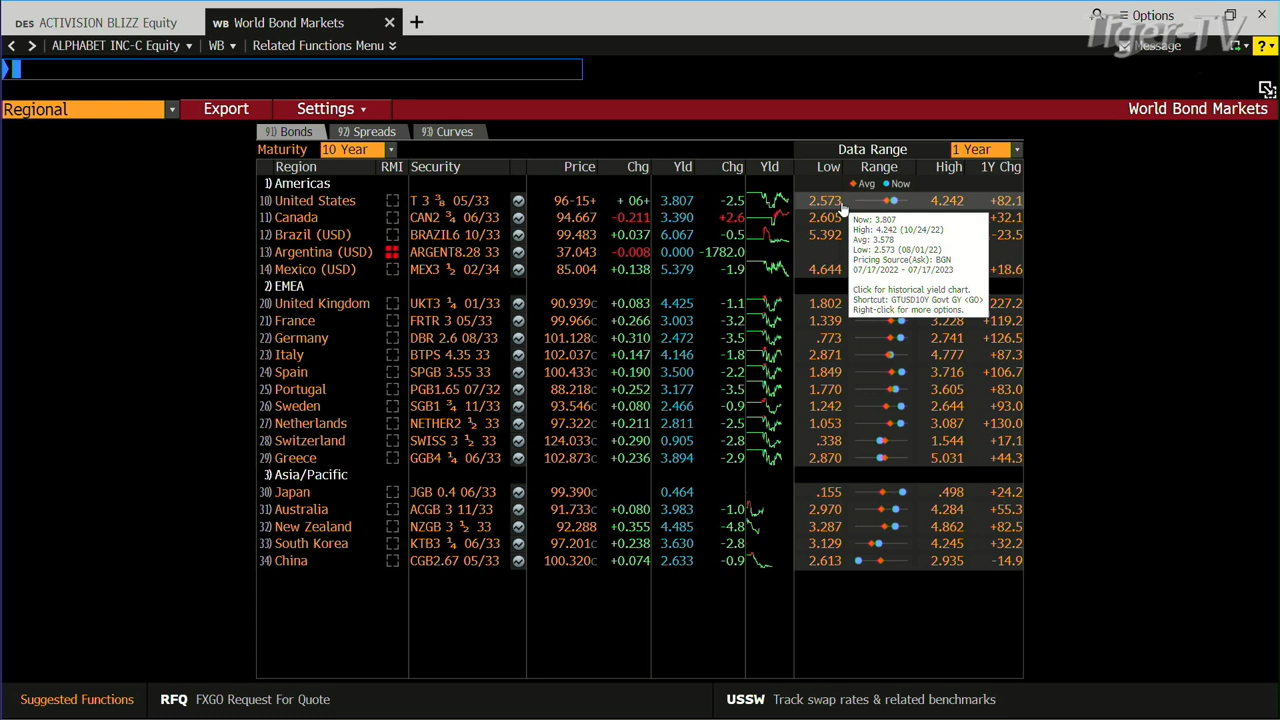 DES ACTIVISION BLIZZ Equity WB World Bond Markets × + Options
< > ALPHABET INC-C Equity WB Related Functions Menu Message ?
Tiger-TV
Regional Export Settings World Bond Markets
91) Bonds 92) Spreads 93) Curves
Maturity 10 Year Data Range 1 Year
Region RMI Security Price Chg Yld Chg Yld Low Range High 1Y Chg
1) Americas Avg Now
10) United States T 3 ³⁄₈ 05/33 96-15+ + 06+ 3.807 -2.5 2.573 4.242 +82.1
11) Canada CAN2 ³⁄₄ 06/33 94.667 -0.211 3.390 +2.6 2.605 +32.1
12) Brazil (USD) BRAZIL6 10/33 99.483 +0.037 6.067 -0.5 5.392 -23.5
13) Argentina (USD) ARGENT8.28 33 37.043 -0.008 0.000 -1782.0
14) Mexico (USD) MEX3 ¹⁄₂ 02/34 85.004 +0.138 5.379 -1.9 4.644 +18.6
Now: 3.807
High: 4.242 (10/24/22)
Avg: 3.578
Low: 2.573 (08/01/22)
Pricing Source(Ask): BGN
07/17/2022 - 07/17/2023
Click for historical yield chart.
Shortcut: GTUSD10Y Govt GY <GO>
Right-click for more options.
2) EMEA
20) United Kingdom UKT3 ¹⁄₄ 01/33 90.939c +0.083 4.425 -1.1 1.802 227.2
21) France FRTR 3 05/33 99.966c +0.266 3.003 -3.2 1.339 3.228 +119.2
22) Germany DBR 2.6 08/33 101.128c +0.310 2.472 -3.5 .773 2.741 +126.5
23) Italy BTPS 4.35 33 102.037c +0.147 4.146 -1.8 2.871 4.777 +87.3
24) Spain SPGB 3.55 33 100.433c +0.190 3.500 -2.2 1.849 3.716 +106.7
25) Portugal PGB1.65 07/32 88.218c +0.252 3.177 -3.5 1.770 3.605 +83.0
26) Sweden SGB1 ³⁄₄ 11/33 93.546c +0.080 2.466 -0.9 1.242 2.644 +93.0
27) Netherlands NETHER2 ¹⁄₂ 33 97.322c +0.211 2.811 -2.5 1.053 3.087 +130.0
28) Switzerland SWISS 3 ¹⁄₂ 33 124.033c +0.290 0.905 -2.8 .338 1.544 +17.1
29) Greece GGB4 ¹⁄₄ 06/33 102.873c +0.236 3.894 -2.9 2.870 5.031 +44.3
3) Asia/Pacific
30) Japan JGB 0.4 06/33 99.390c 0.464 .155 .498 +24.2
31) Australia ACGB 3 11/33 91.733c +0.080 3.983 -1.0 2.970 4.284 +55.3
32) New Zealand NZGB 3 ¹⁄₂ 33 92.288 +0.355 4.485 -4.8 3.287 4.862 +82.5
33) South Korea KTB3 ¹⁄₄ 06/33 97.201c +0.238 3.630 -2.8 3.129 4.245 +32.2
34) China CGB2.67 05/33 100.320c +0.074 2.633 -0.9 2.613 2.935 -14.9
Suggested Functions RFQ FXGO Request For Quote USSW Track swap rates & related benchmarks